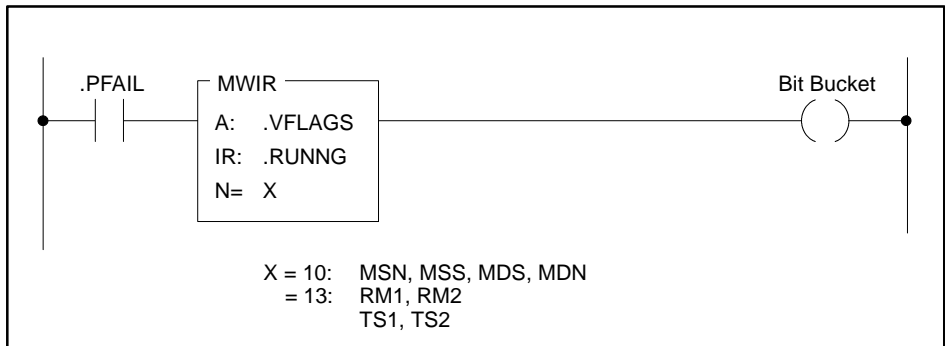 .PFAIL
MWIR
Bit Bucket
A: .VFLAGS
IR: .RUNNG
N= X
X = 10: MSN, MSS, MDS, MDN
= 13: RM1, RM2
TS1, TS2